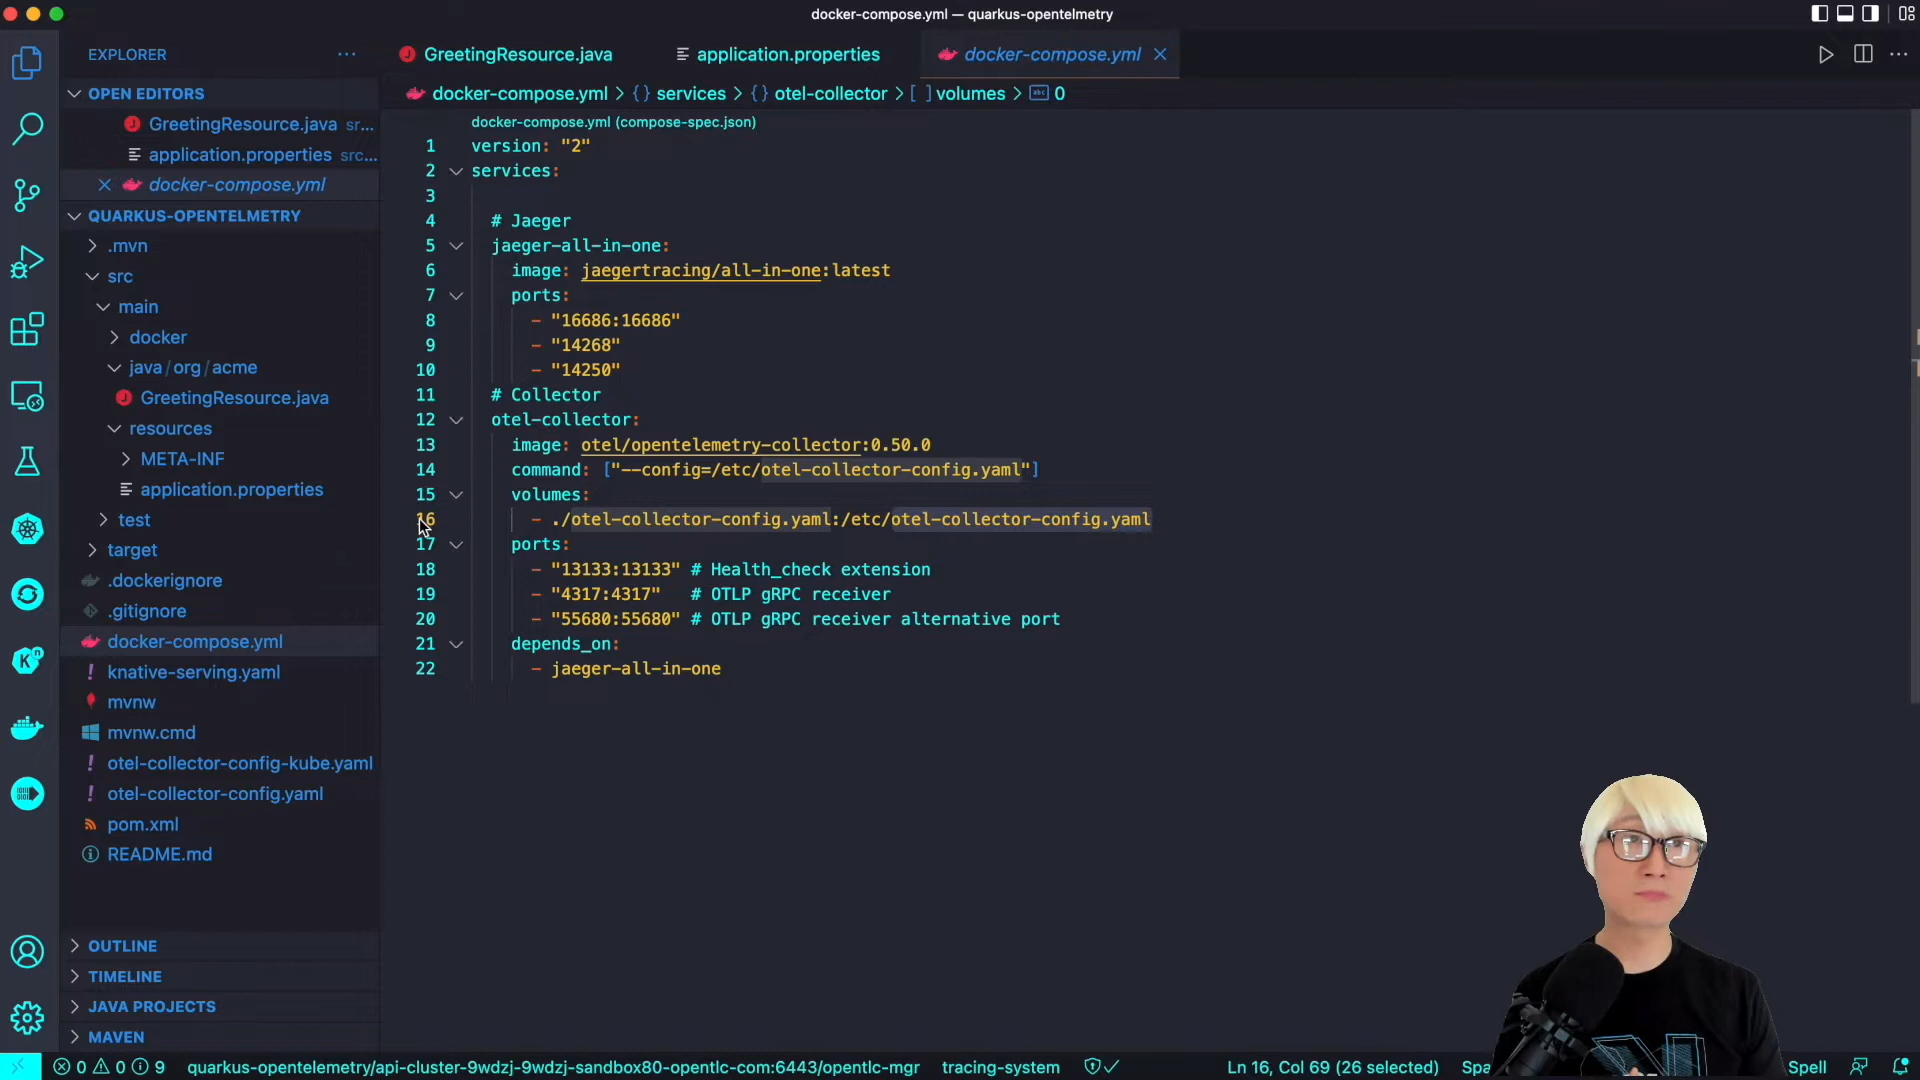 docker-compose.yml — quarkus-opentelmetry
EXPLORER
OPEN EDITORS
GreetingResource.java sr...
application.properties src...
docker-compose.yml
QUARKUS-OPENTELMETRY
.mvn
src
main
docker
java/org/acme
GreetingResource.java
resources
META-INF
application.properties
test
target
.dockerignore
.gitignore
docker-compose.yml
knative-serving.yaml
mvnw
mvnw.cmd
otel-collector-config-kube.yaml
otel-collector-config.yaml
pom.xml
README.md
OUTLINE
TIMELINE
JAVA PROJECTS
MAVEN
GreetingResource.java
application.properties
docker-compose.yml
docker-compose.yml > {} services > {} otel-collector > [ ] volumes > abc 0
docker-compose.yml (compose-spec.json)
1 version: "2"
2 services:
3
4 # Jaeger
5 jaeger-all-in-one:
6 image: jaegertracing/all-in-one:latest
7 ports:
8 - "16686:16686"
9 - "14268"
10 - "14250"
11 # Collector
12 otel-collector:
13 image: otel/opentelemetry-collector:0.50.0
14 command: ["--config=/etc/otel-collector-config.yaml"]
15 volumes:
16 - ./otel-collector-config.yaml:/etc/otel-collector-config.yaml
17 ports:
18 - "13133:13133" # Health_check extension
19 - "4317:4317" # OTLP gRPC receiver
20 - "55680:55680" # OTLP gRPC receiver alternative port
21 depends_on:
22 - jaeger-all-in-one
0 0 9 quarkus-opentelemetry/api-cluster-9wdzj-9wdzj-sandbox80-opentlc-com:6443/opentlc-mgr tracing-system Ln 16, Col 69 (26 selected) Spa Spell